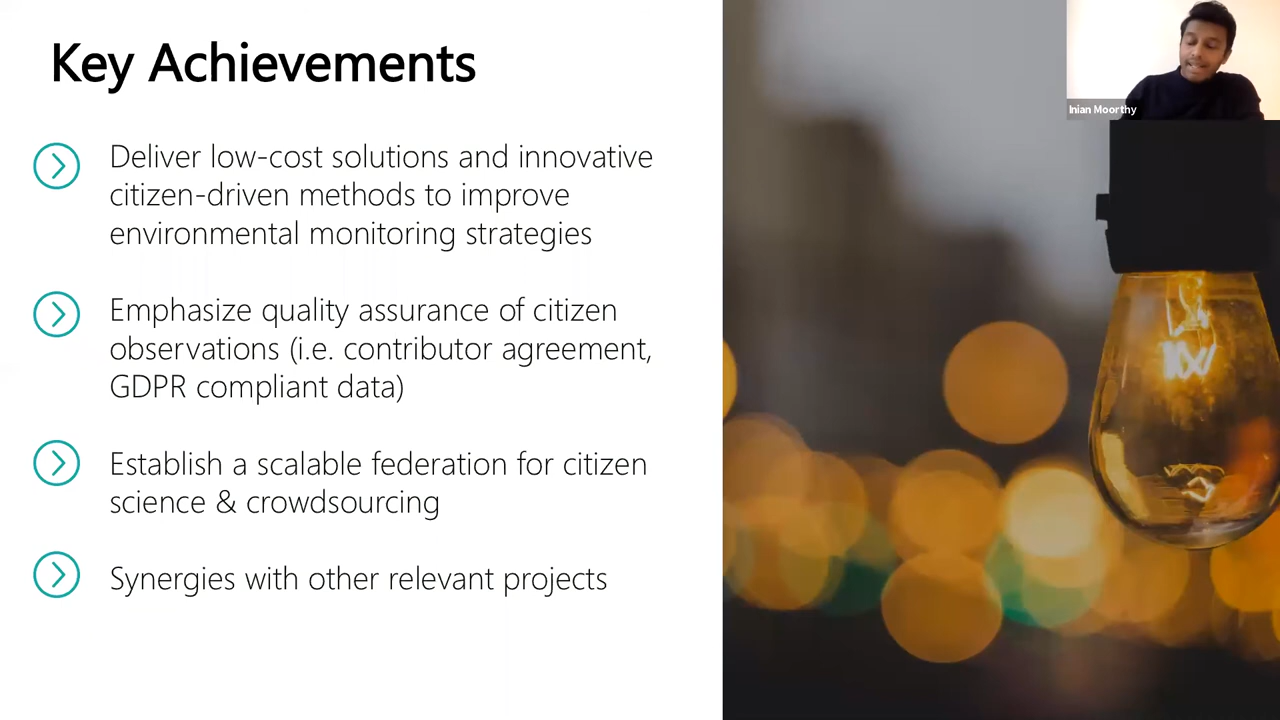 Key Achievements
Inian Moorthy
Deliver low-cost solutions and innovative
citizen-driven methods to improve
environmental monitoring strategies
Emphasize quality assurance of citizen
observations (i.e. contributor agreement,
GDPR compliant data)
Establish a scalable federation for citizen
science & crowdsourcing
Synergies with other relevant projects